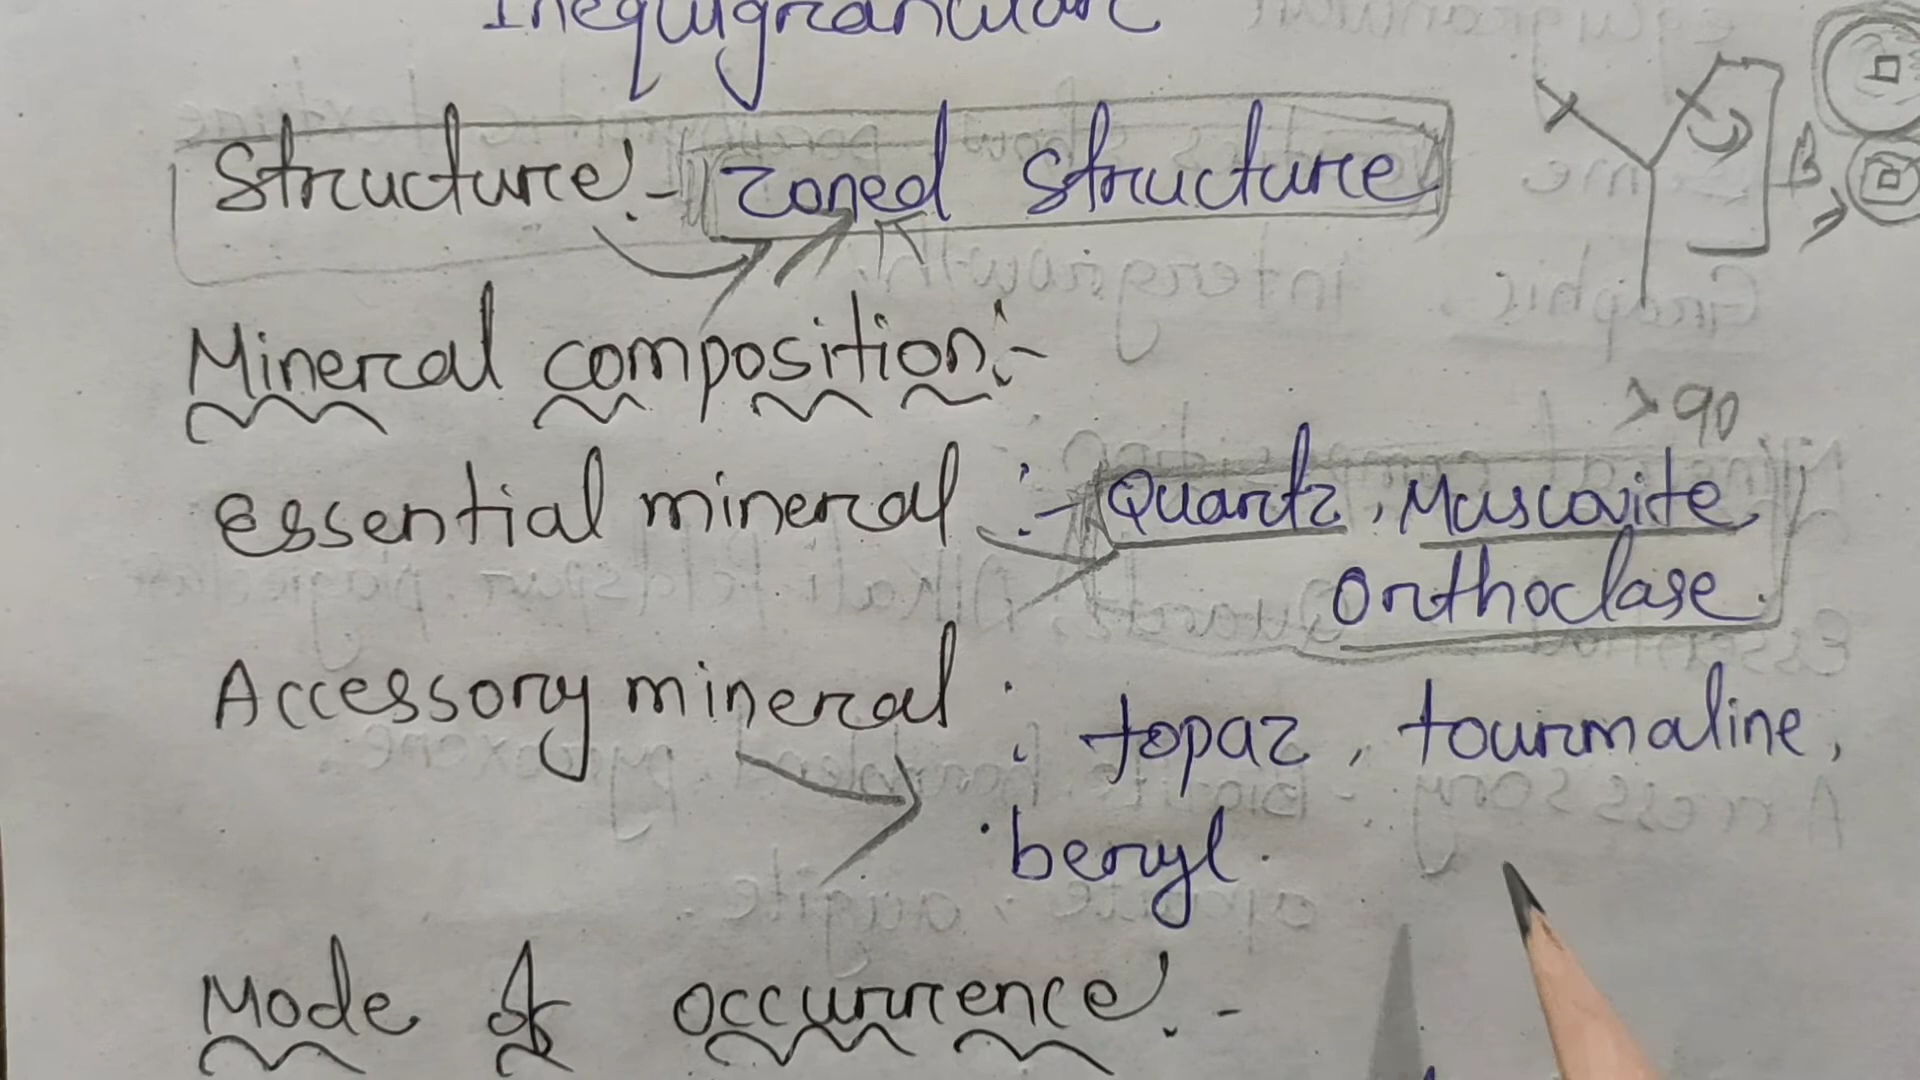 Inequigranular
Structure:- Zoned Structure
Mineral composition:-
> 90
Essential mineral :- Quartz, Muscovite
Orthoclase.
Accessory mineral : topaz, tourmaline,
beryl.
Mode of occurrence:-